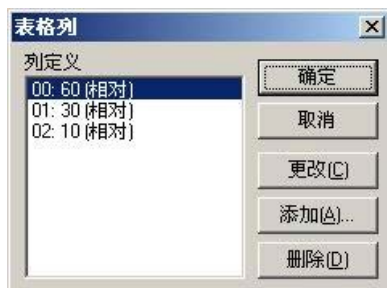 表格列
列定义
00: 60 (相对)
01: 30 (相对)
02: 10 (相对)
确定
取消
更改(C)
添加(A)...
删除(D)